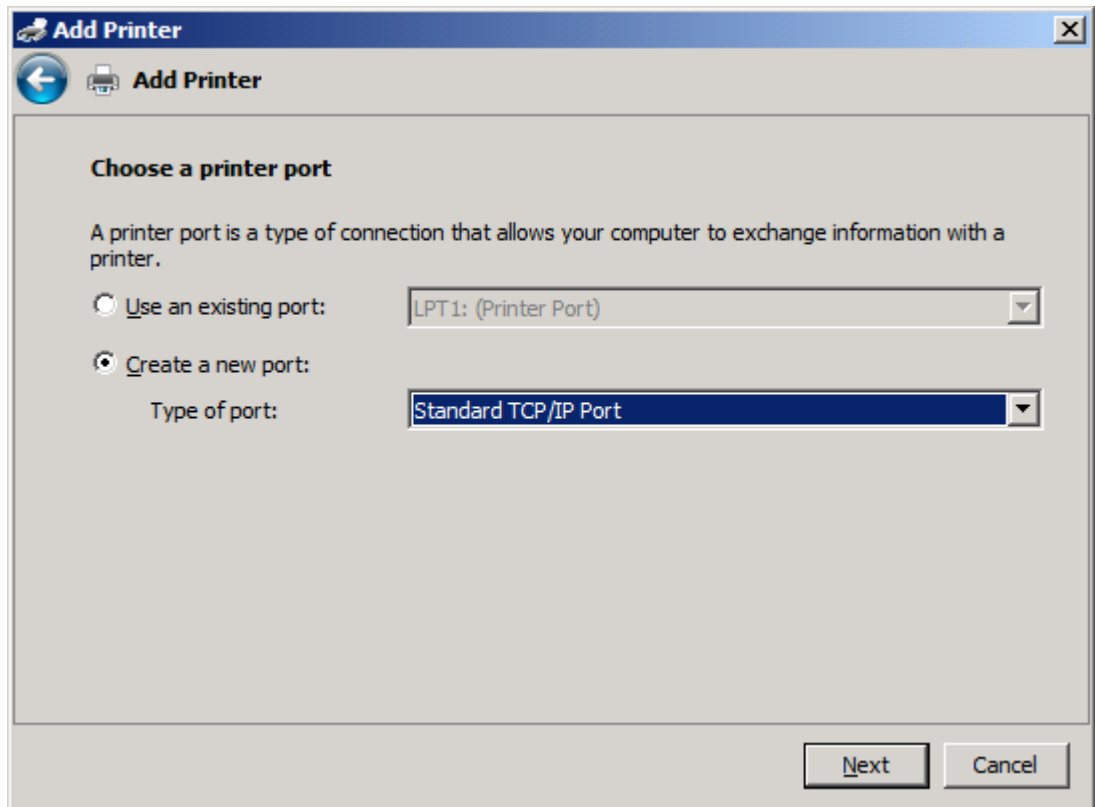 Add Printer
Add Printer
Choose a printer port
A printer port is a type of connection that allows your computer to exchange information with a
printer.
Use an existing port: LPT1: (Printer Port)
Create a new port:
Type of port: Standard TCP/IP Port
Next Cancel